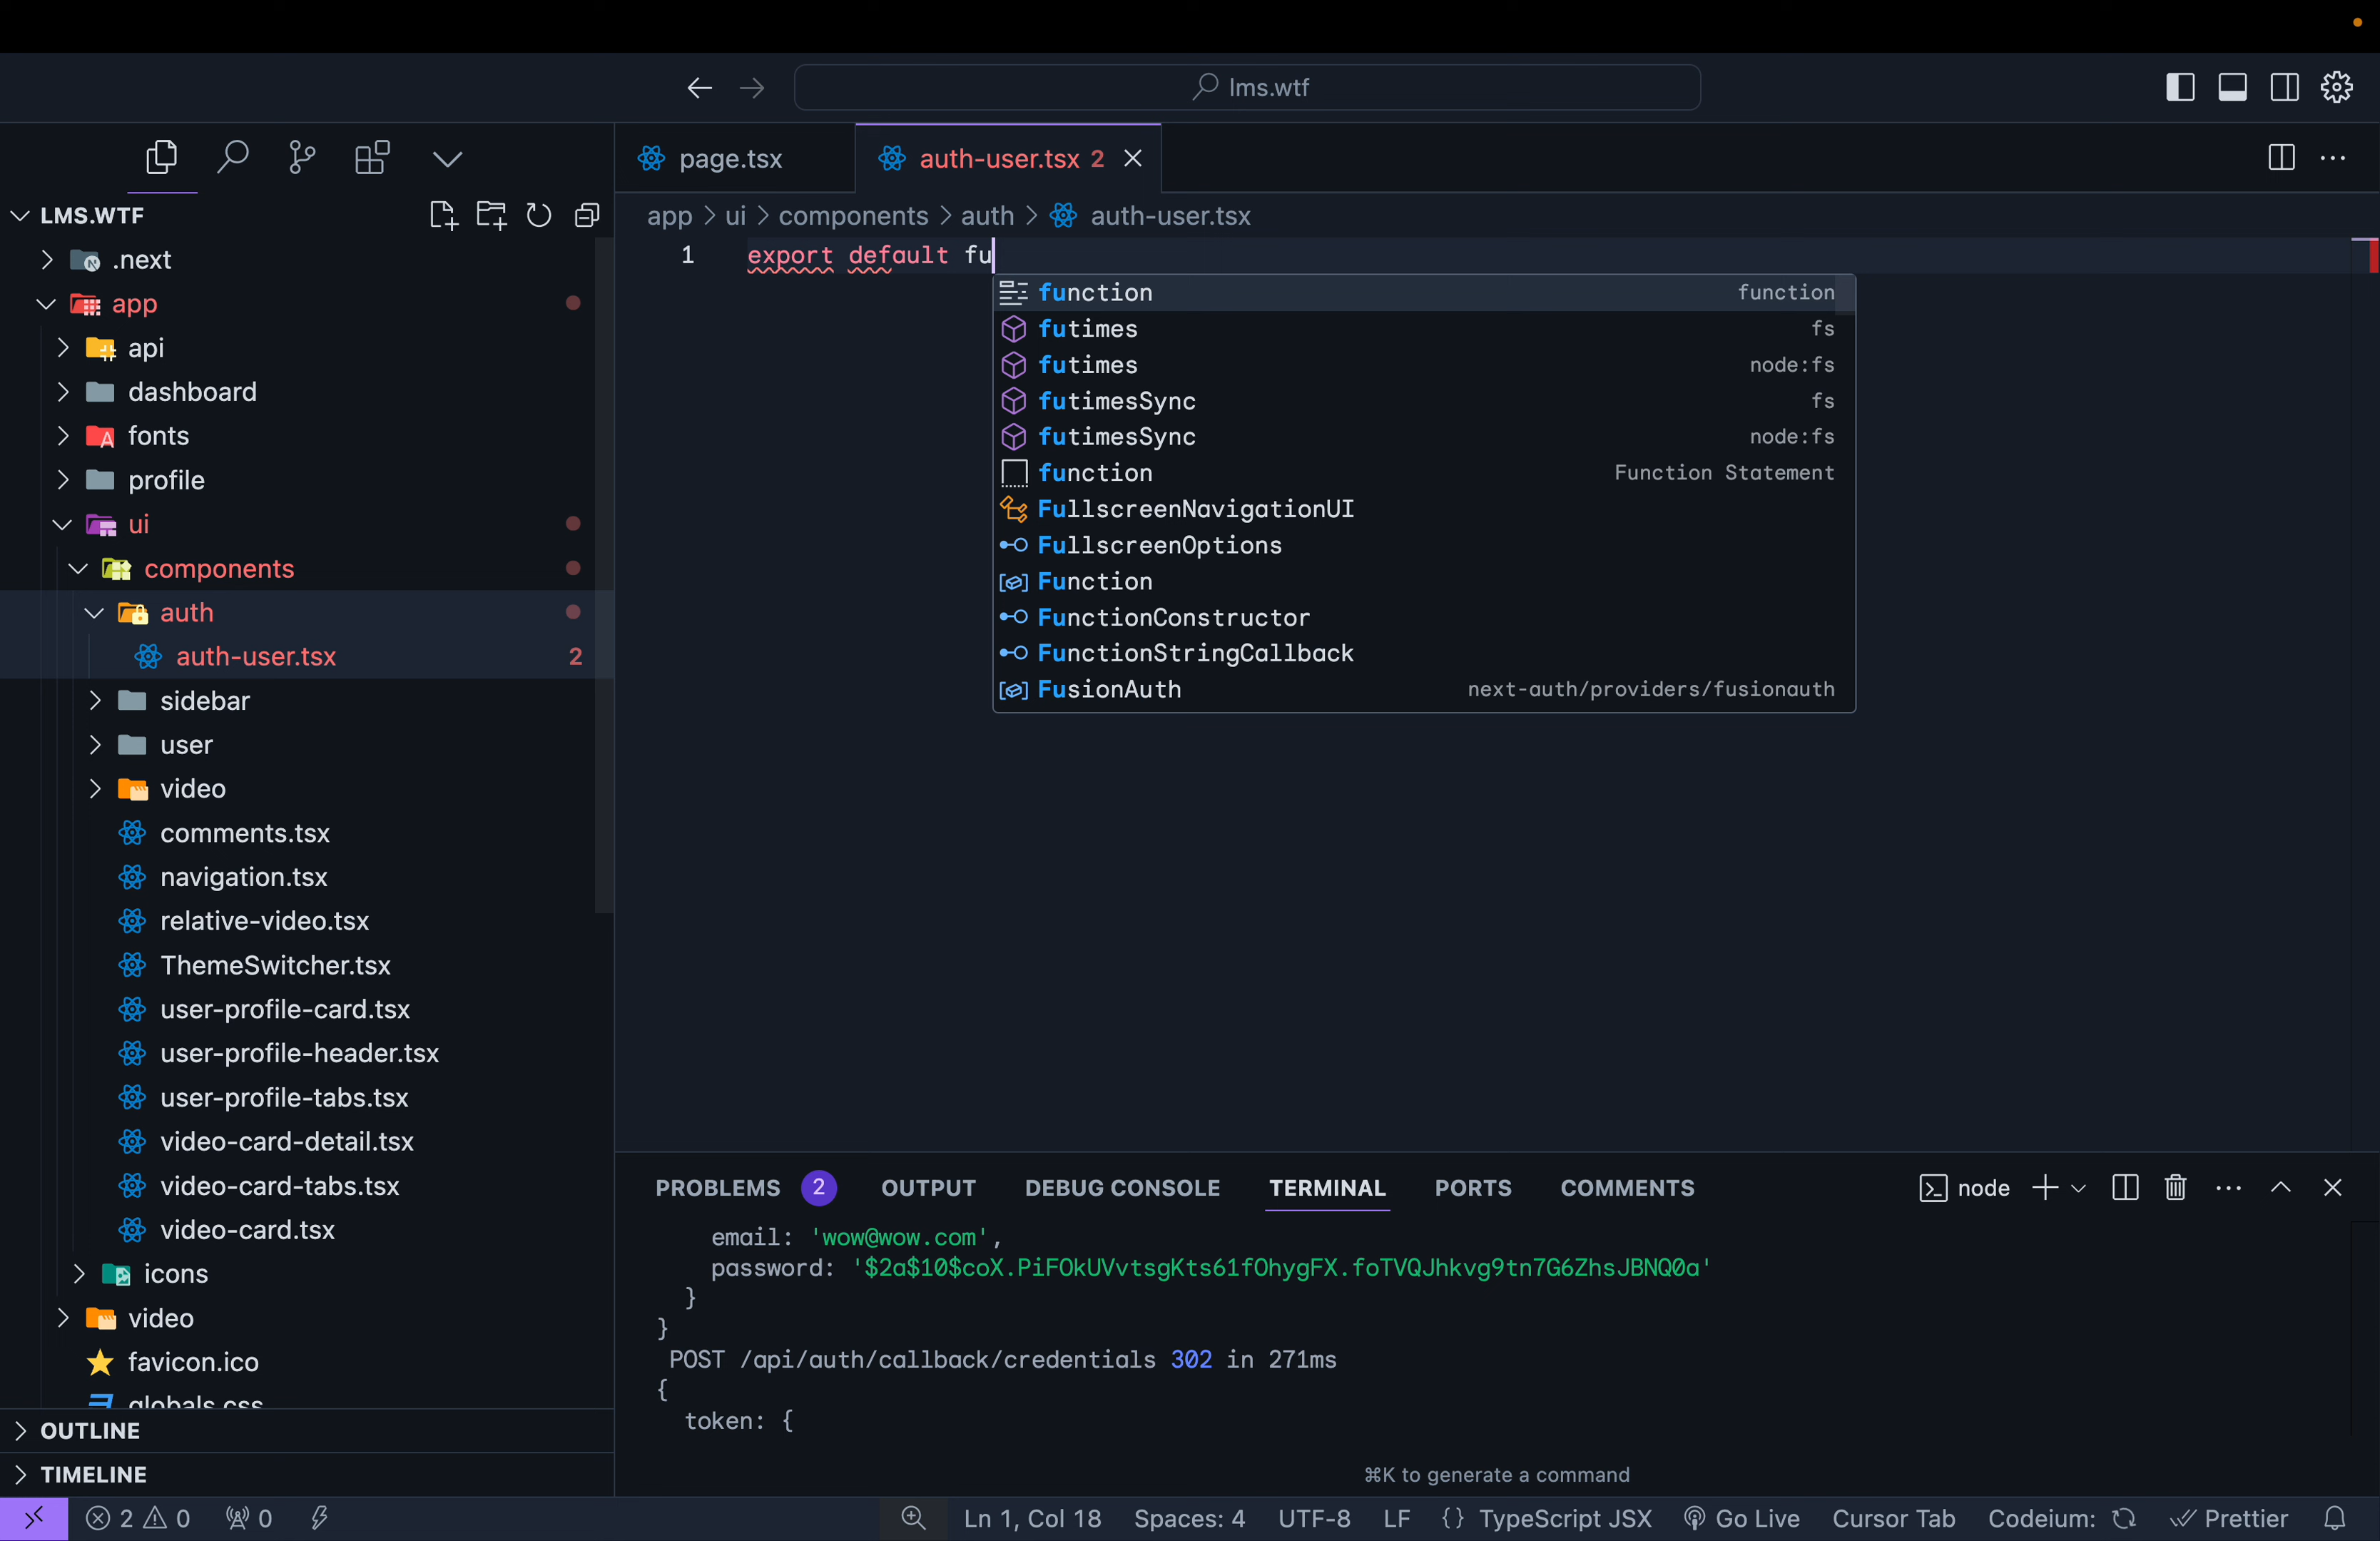 lms.wtf
LMS.WTF
.next
app
api
dashboard
fonts
profile
ui
components
auth
auth-user.tsx 2
sidebar
user
video
comments.tsx
navigation.tsx
relative-video.tsx
ThemeSwitcher.tsx
user-profile-card.tsx
user-profile-header.tsx
user-profile-tabs.tsx
video-card-detail.tsx
video-card-tabs.tsx
video-card.tsx
icons
video
favicon.ico
globals.css
OUTLINE
TIMELINE
page.tsx auth-user.tsx 2
app > ui > components > auth > auth-user.tsx
1 export default fu
function function
futimes fs
futimes node:fs
futimesSync fs
futimesSync node:fs
function Function Statement
FullscreenNavigationUI
FullscreenOptions
Function
FunctionConstructor
FunctionStringCallback
FusionAuth next-auth/providers/fusionauth
PROBLEMS 2 OUTPUT DEBUG CONSOLE TERMINAL PORTS COMMENTS node
email: 'wow@wow.com',
password: '$2a$10$coX.PiFOkUVvtsgKts61fOhygFX.foTVQJhkvg9tn7G6ZhsJBNQ0a'
}
}
POST /api/auth/callback/credentials 302 in 271ms
{
token: {
⌘K to generate a command
2 0 0 Ln 1, Col 18 Spaces: 4 UTF-8 LF {} TypeScript JSX Go Live Cursor Tab Codeium: Prettier